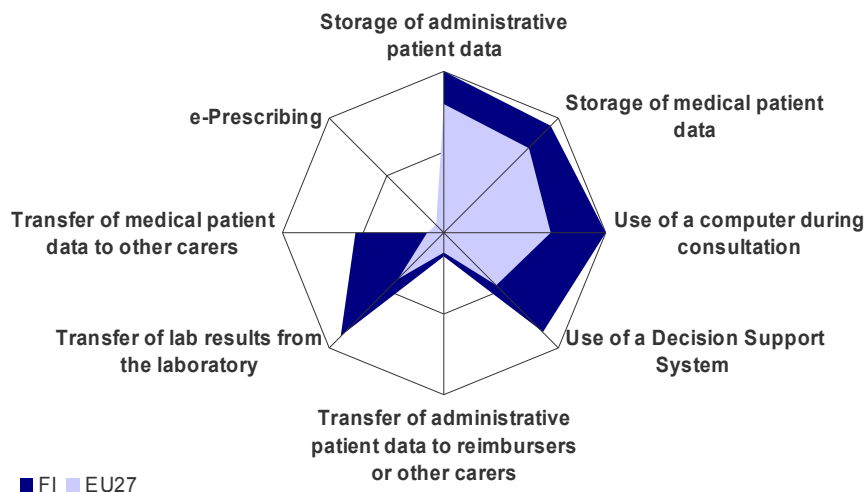 Storage of administrative
patient data
Storage of medical patient
data
e-Prescribing
Transfer of medical patient
data to other carers
Use of a computer during
consultation
Transfer of lab results from
the laboratory
Use of a Decision Support
System
Transfer of administrative
patient data to reimbursers
or other carers
FI EU27